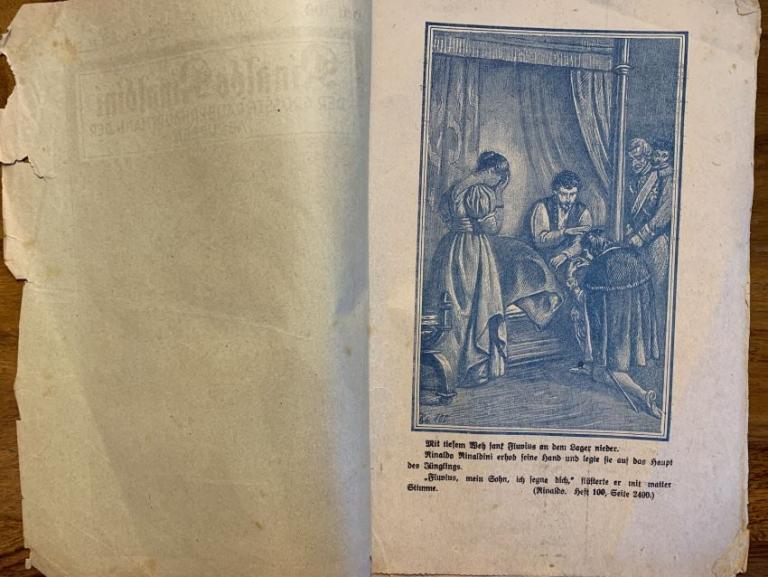 Rinaldo Rinaldini
Mit tiefem Weh sank Fluvius an dem Lager nieder.
Rinaldo Rinaldini erhob seine Hand und legte sie auf das Haupt
des Jünglings.
„Fluvius, mein Sohn, ich segne dich,“ flüsterte er mit matter
Stimme. (Rinaldo. Heft 100, Seite 2400.)